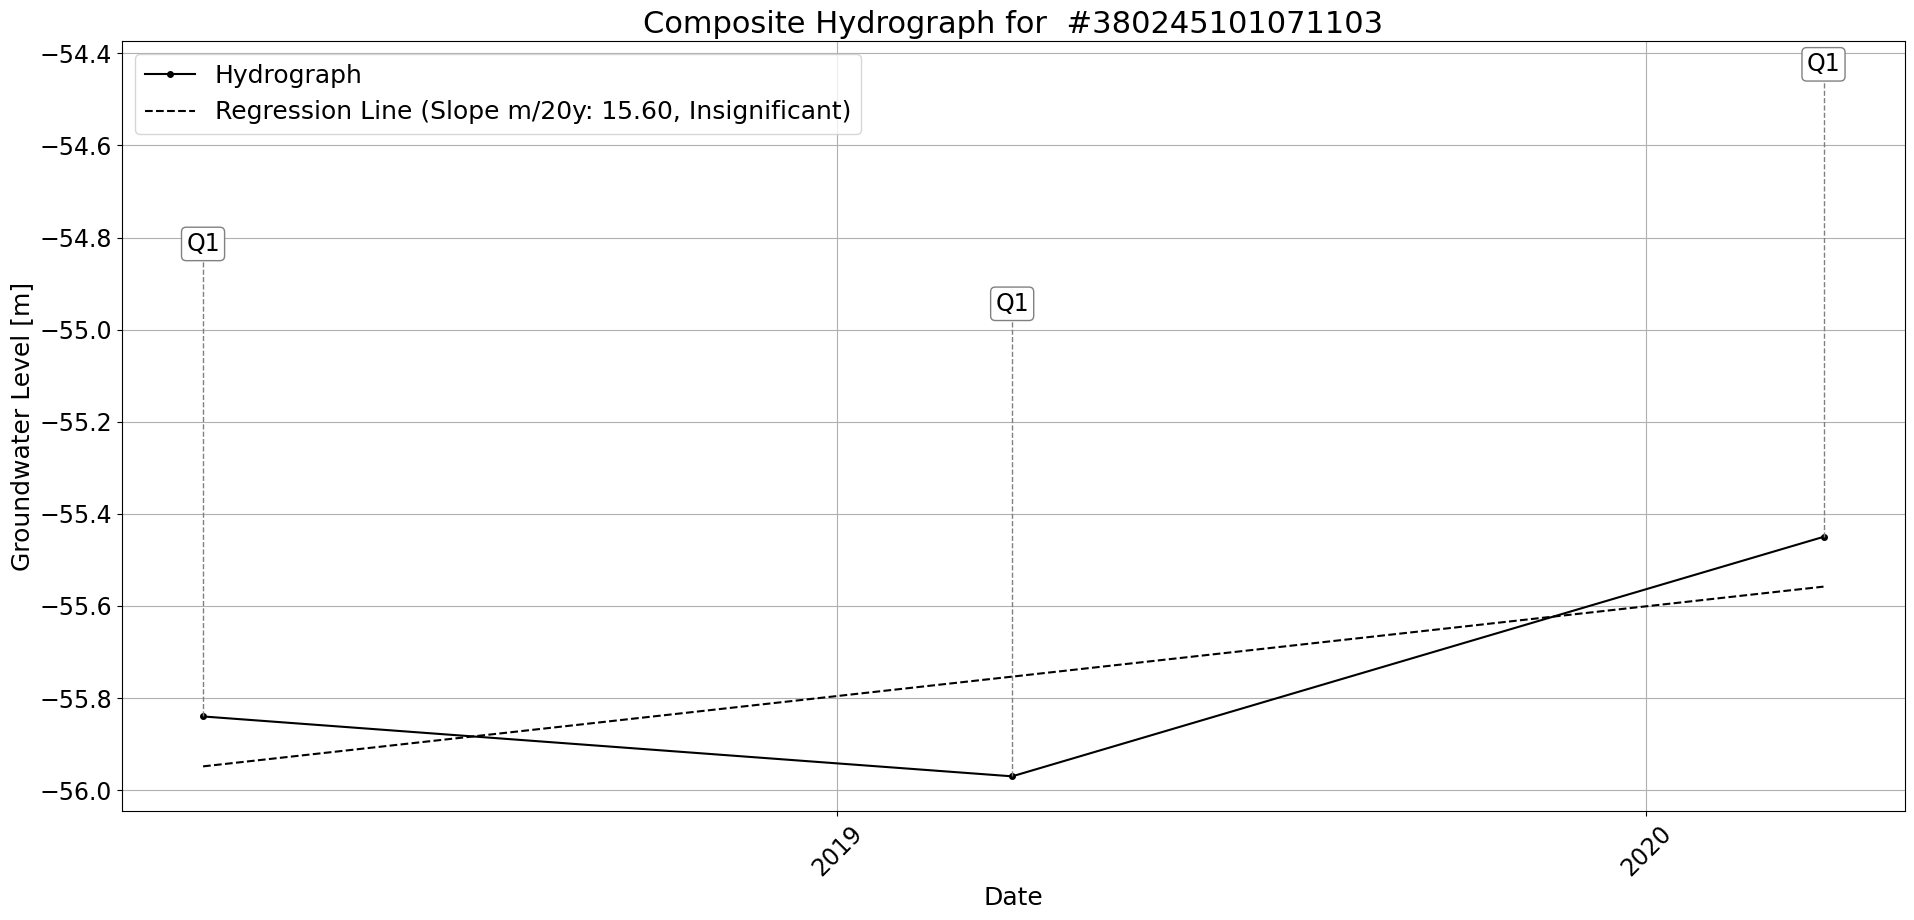 Composite Hydrograph for  #380245101071103
Hydrograph
Regression Line (Slope m/20y: 15.60, Insignificant)
Q1
Q1
Q1
−54.4
−54.6
−54.8
−55.0
−55.2
−55.4
−55.6
−55.8
−56.0
Groundwater Level [m]
2019
2020
Date